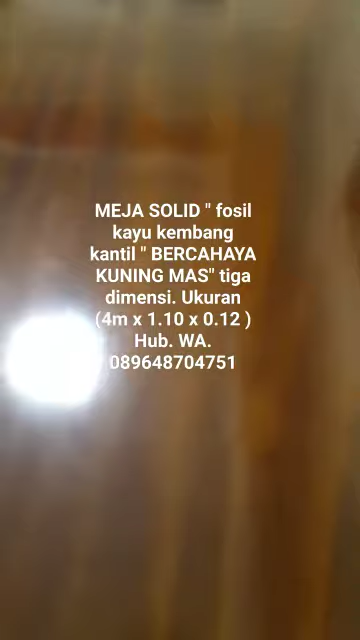 MEJA SOLID " fosil
kayu kembang
kantil " BERCAHAYA
KUNING MAS" tiga
dimensi. Ukuran
(4m x 1.10 x 0.12 )
Hub. WA.
089648704751